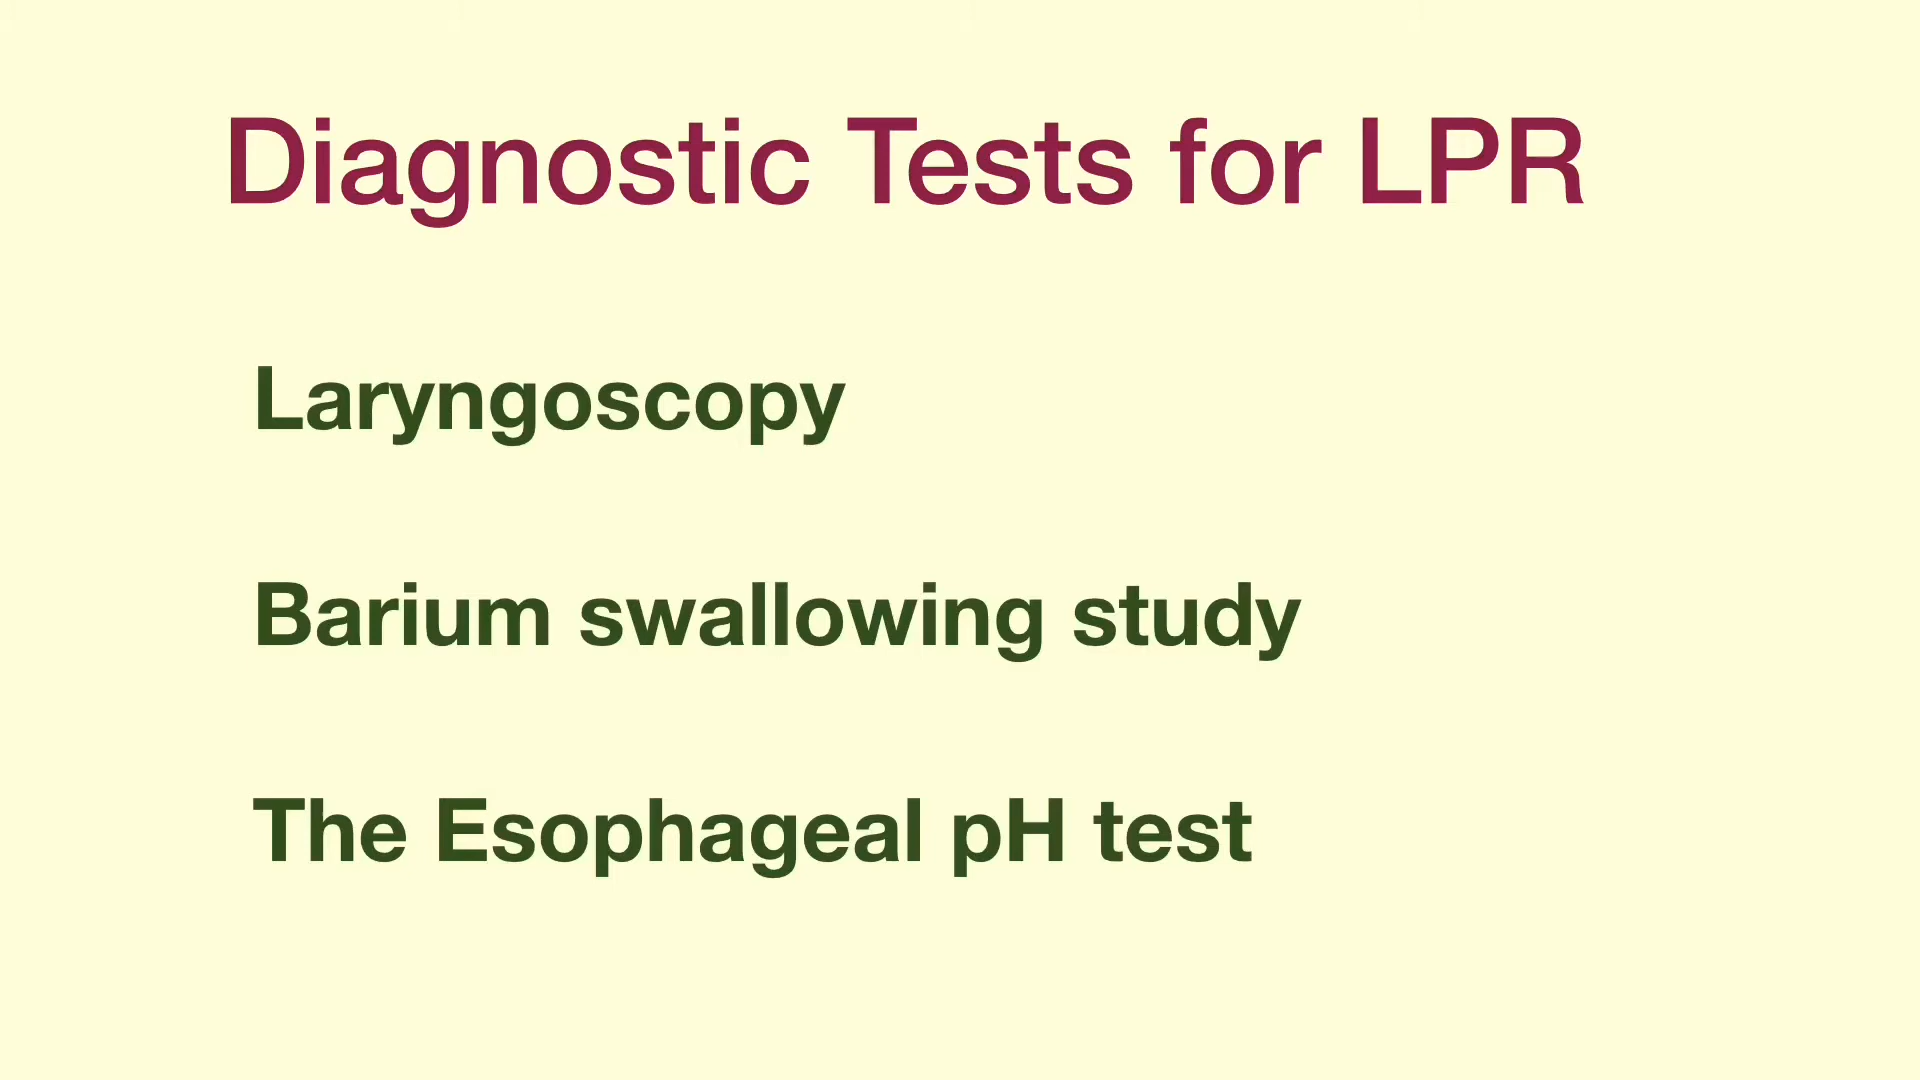 Diagnostic Tests for LPR
Laryngoscopy
Barium swallowing study
The Esophageal pH test